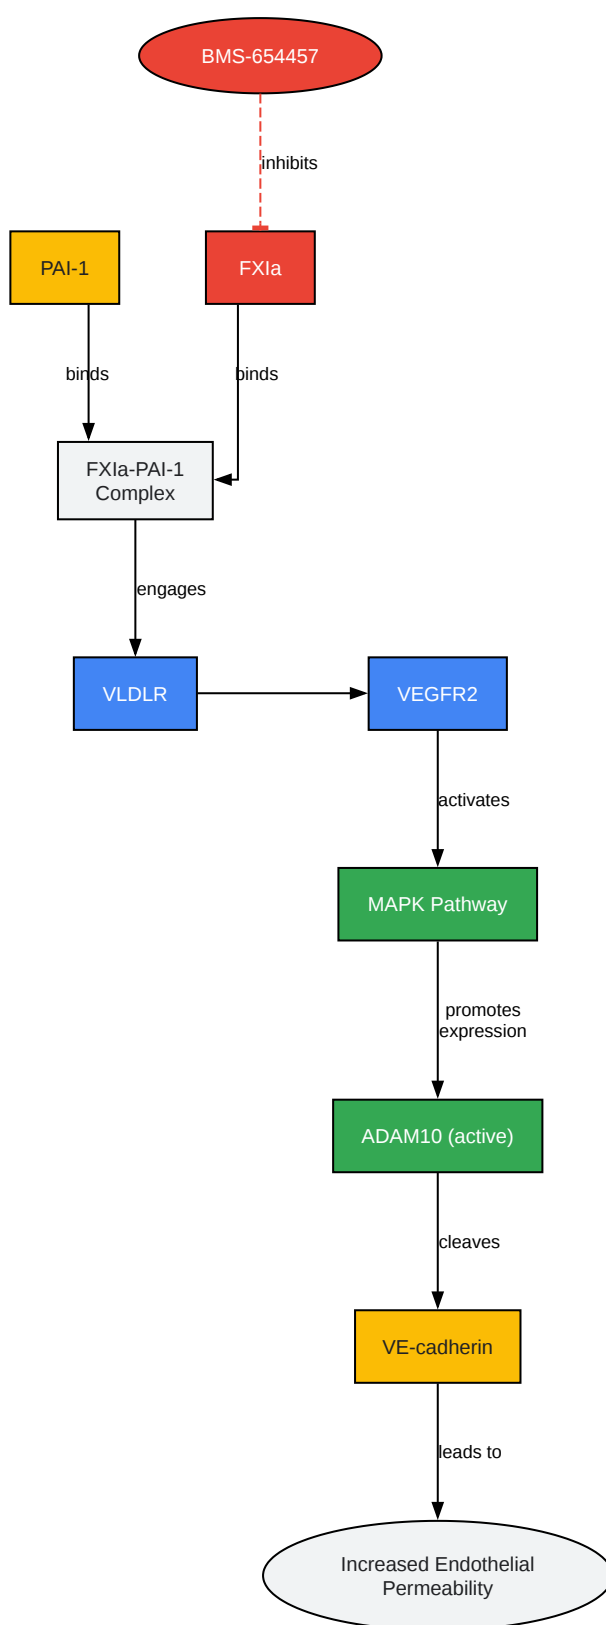 BMS-654457
inhibits
PAI-1
FXIa
binds
binds
FXIa-PAI-1
Complex
engages
VLDLR
VEGFR2
activates
MAPK Pathway
promotes
expression
ADAM10 (active)
cleaves
VE-cadherin
leads to
Increased Endothelial
Permeability